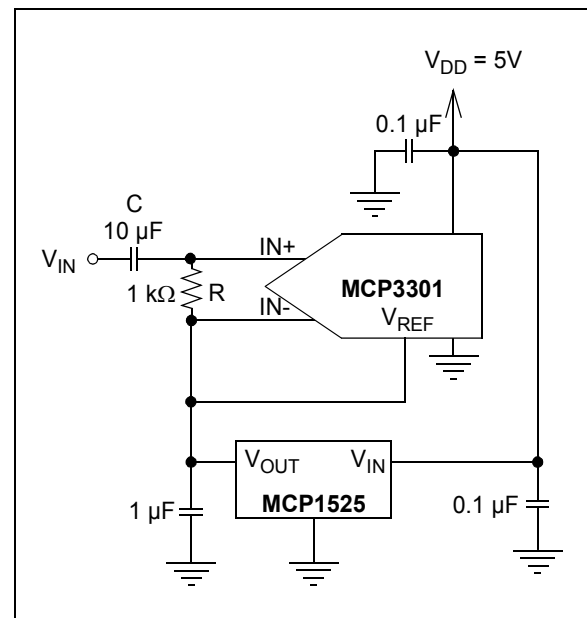 V_DD = 5V
0.1 µF
C
10 µF
V_IN
IN+
1 kΩ
R
MCP3301
IN-
V_REF
V_OUT
V_IN
MCP1525
1 µF
0.1 µF